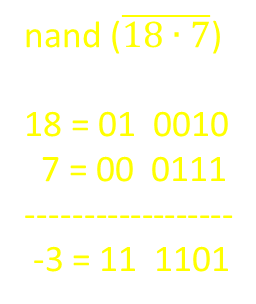 nand (18 · 7)
18 = 01 0010
7 = 00 0111
------------------
-3 = 11 1101